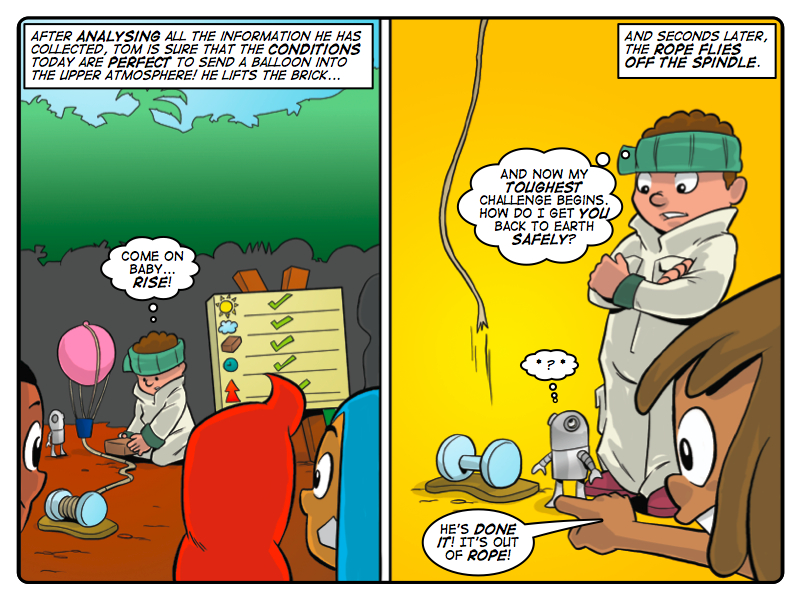 AFTER ANALYSING ALL THE INFORMATION HE HAS
COLLECTED, TOM IS SURE THAT THE CONDITIONS
TODAY ARE PERFECT TO SEND A BALLOON INTO
THE UPPER ATMOSPHERE! HE LIFTS THE BRICK...
COME ON
BABY...
RISE!
AND SECONDS LATER,
THE ROPE FLIES
OFF THE SPINDLE.
AND NOW MY
TOUGHEST
CHALLENGE BEGINS.
HOW DO I GET YOU
BACK TO EARTH
SAFELY?
* ? *
HE'S DONE
IT! IT'S OUT
OF ROPE!